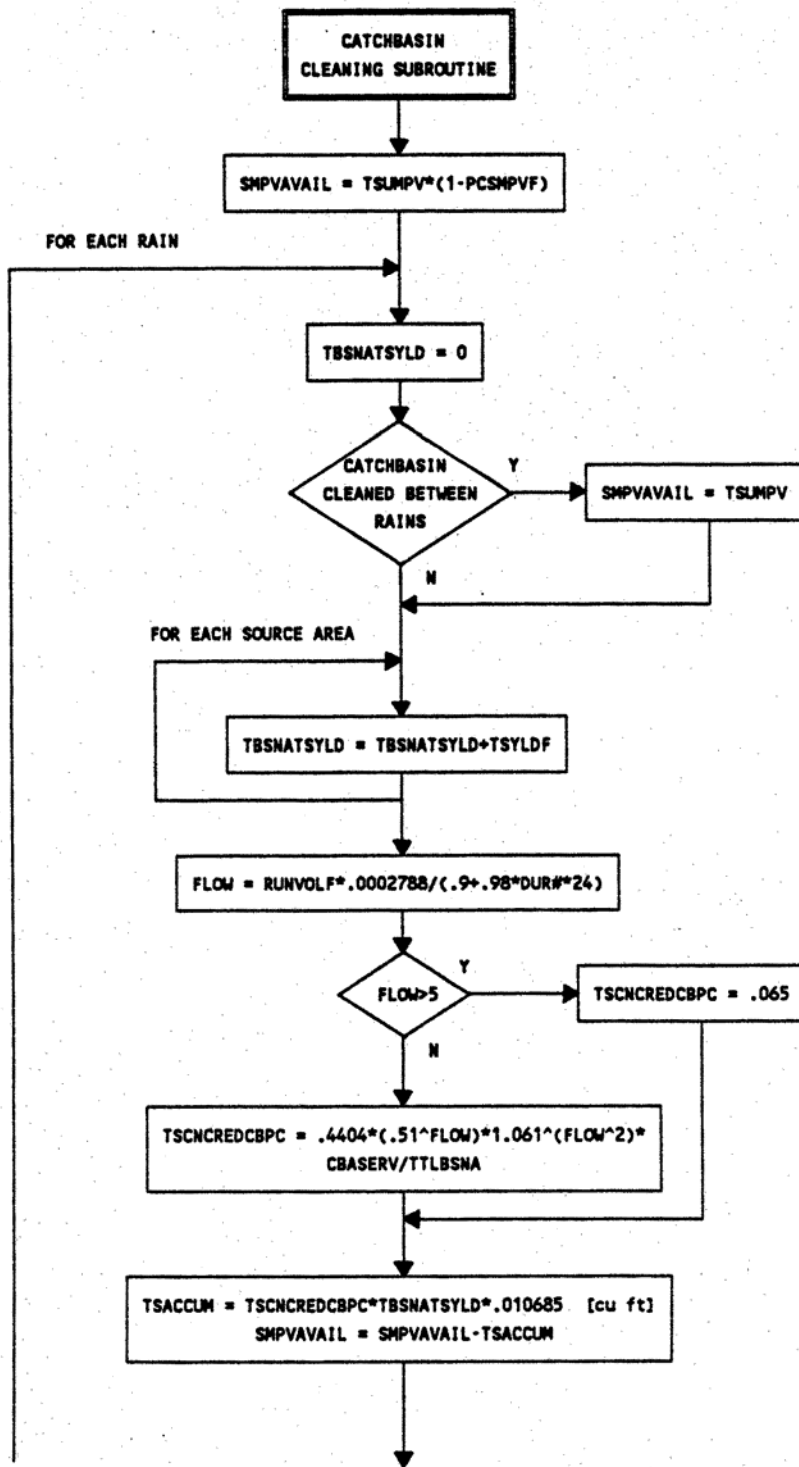 CATCHBASIN
CLEANING SUBROUTINE
SMPVAVAIL = TSUMPV*(1-PCSMPVF)
FOR EACH RAIN
TBSNATSYLD = 0
CATCHBASIN
CLEANED BETWEEN
RAINS
Y
SMPVAVAIL = TSUMPV
N
FOR EACH SOURCE AREA
TBSNATSYLD = TBSNATSYLD+TSYLDF
FLOW = RUNVOLF*.0002788/(.9+.98*DUR#*24)
FLOW>5
Y
TSCNCREDCBPC = .065
N
TSCNCREDCBPC = .4404*(.51^FLOW)*1.061^(FLOW^2)*
CBASERV/TTLBSNA
TSACCUM = TSCNCREDCBPC*TBSNATSYLD*.010685 [cu ft]
SMPVAVAIL = SMPVAVAIL-TSACCUM